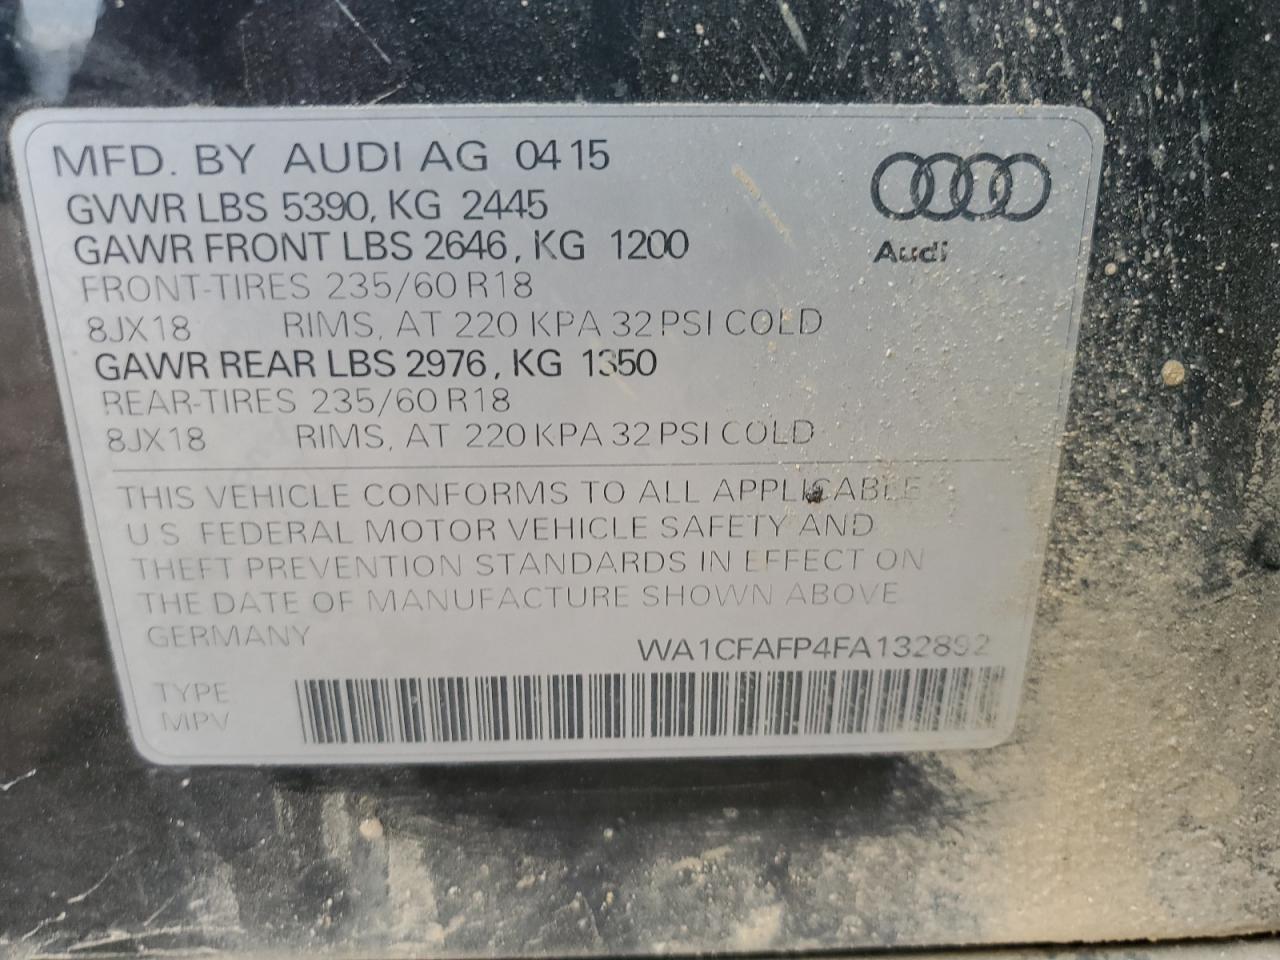 MFD. BY AUDI AG 04 15
GVWR LBS 5390, KG 2445
GAWR FRONT LBS 2646, KG 1200
FRONT-TIRES 235/60 R18
8JX18 RIMS, AT 220 KPA 32 PSI COLD
GAWR REAR LBS 2976, KG 1350
REAR-TIRES 235/60 R18
8JX18 RIMS, AT 220 KPA 32 PSI COLD
Audi
THIS VEHICLE CONFORMS TO ALL APPLICABLE
U.S FEDERAL MOTOR VEHICLE SAFETY AND
THEFT PREVENTION STANDARDS IN EFFECT ON
THE DATE OF MANUFACTURE SHOWN ABOVE
GERMANY
WA1CFAFP4FA132892
TYPE
MPV